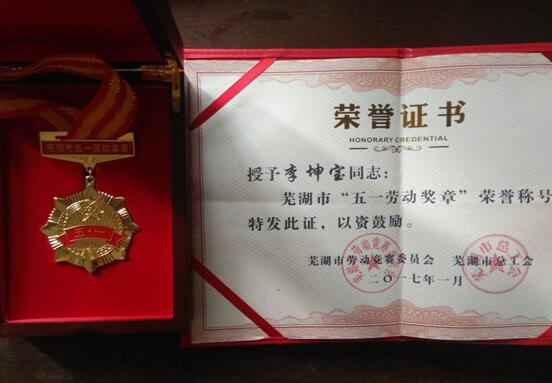 芜湖市五一劳动奖章
五·一
荣誉证书
HONORARY CREDENTIAL
授予李坤宝同志：
芜湖市“五一劳动奖章”荣誉称号
特发此证，以资鼓励。
芜湖市劳动竞赛委员会 芜湖市总工会
二〇一七年一月